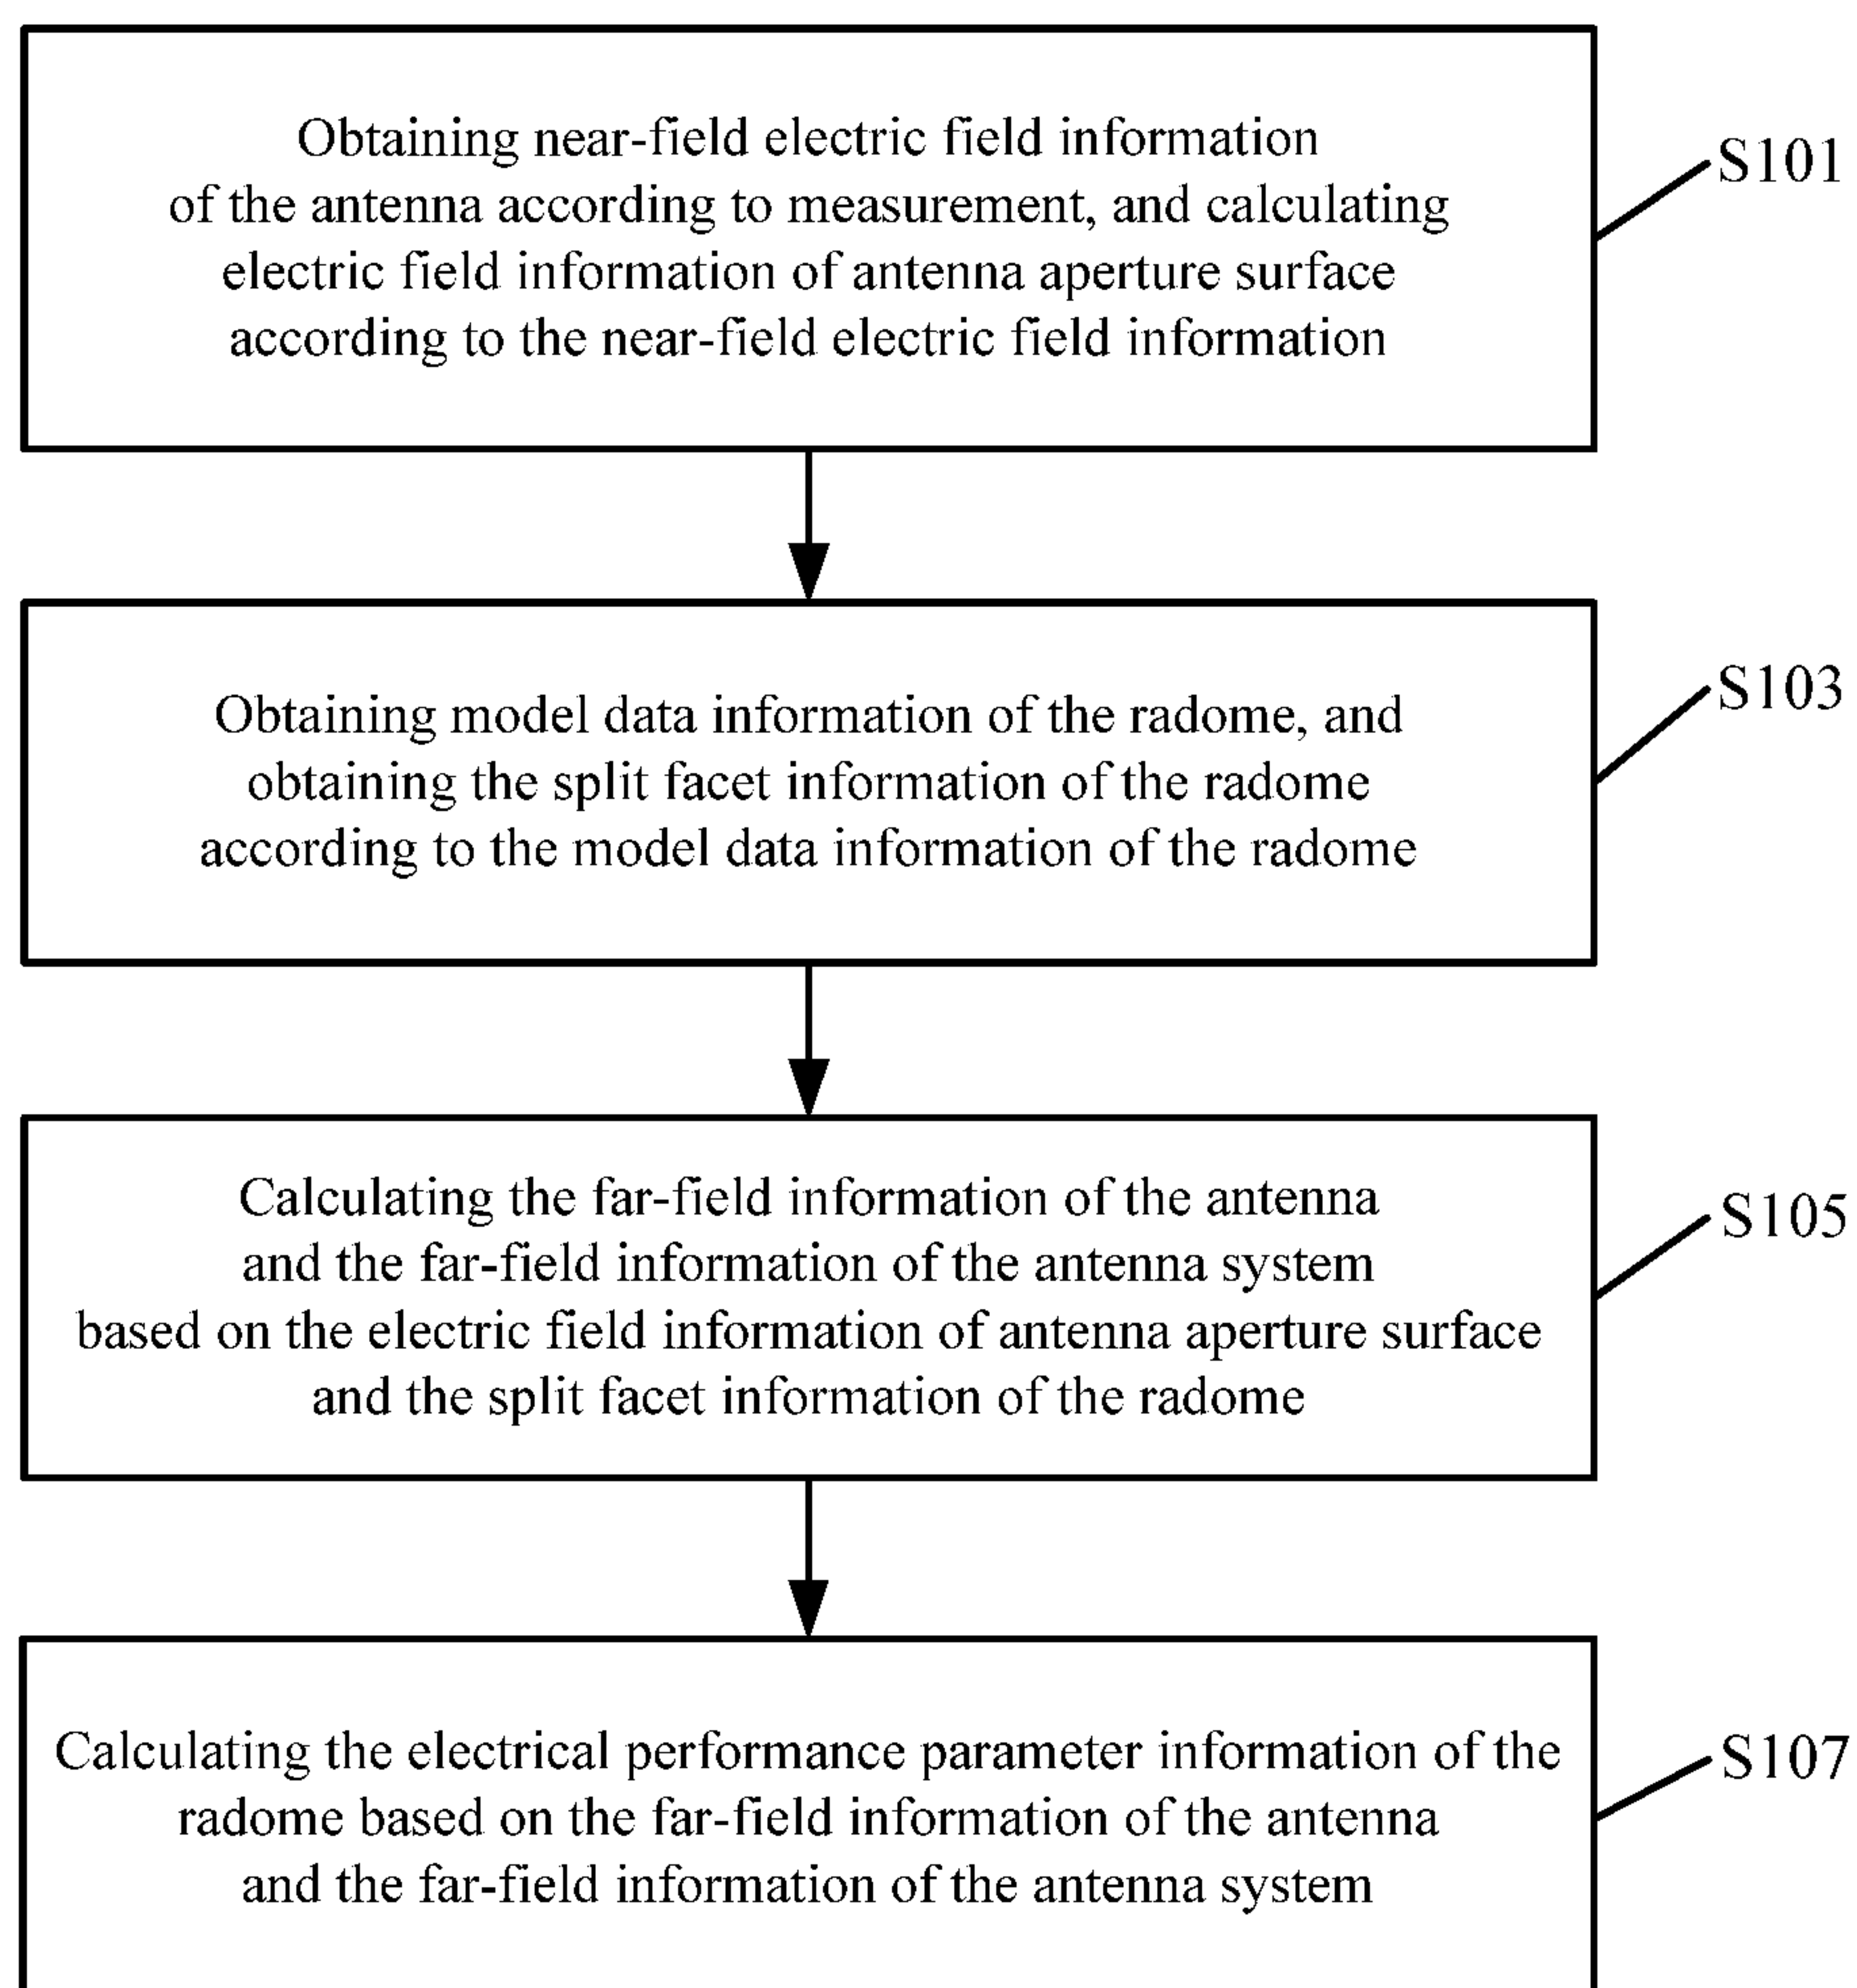 Obtaining near-field electric field information
of the antenna according to measurement, and calculating
electric field information of antenna aperture surface
according to the near-field electric field information
S101
Obtaining model data information of the radome, and
obtaining the split facet information of the radome
according to the model data information of the radome
S103
Calculating the far-field information of the antenna
and the far-field information of the antenna system
based on the electric field information of antenna aperture surface
and the split facet information of the radome
S105
Calculating the electrical performance parameter information of the
radome based on the far-field information of the antenna
and the far-field information of the antenna system
S107